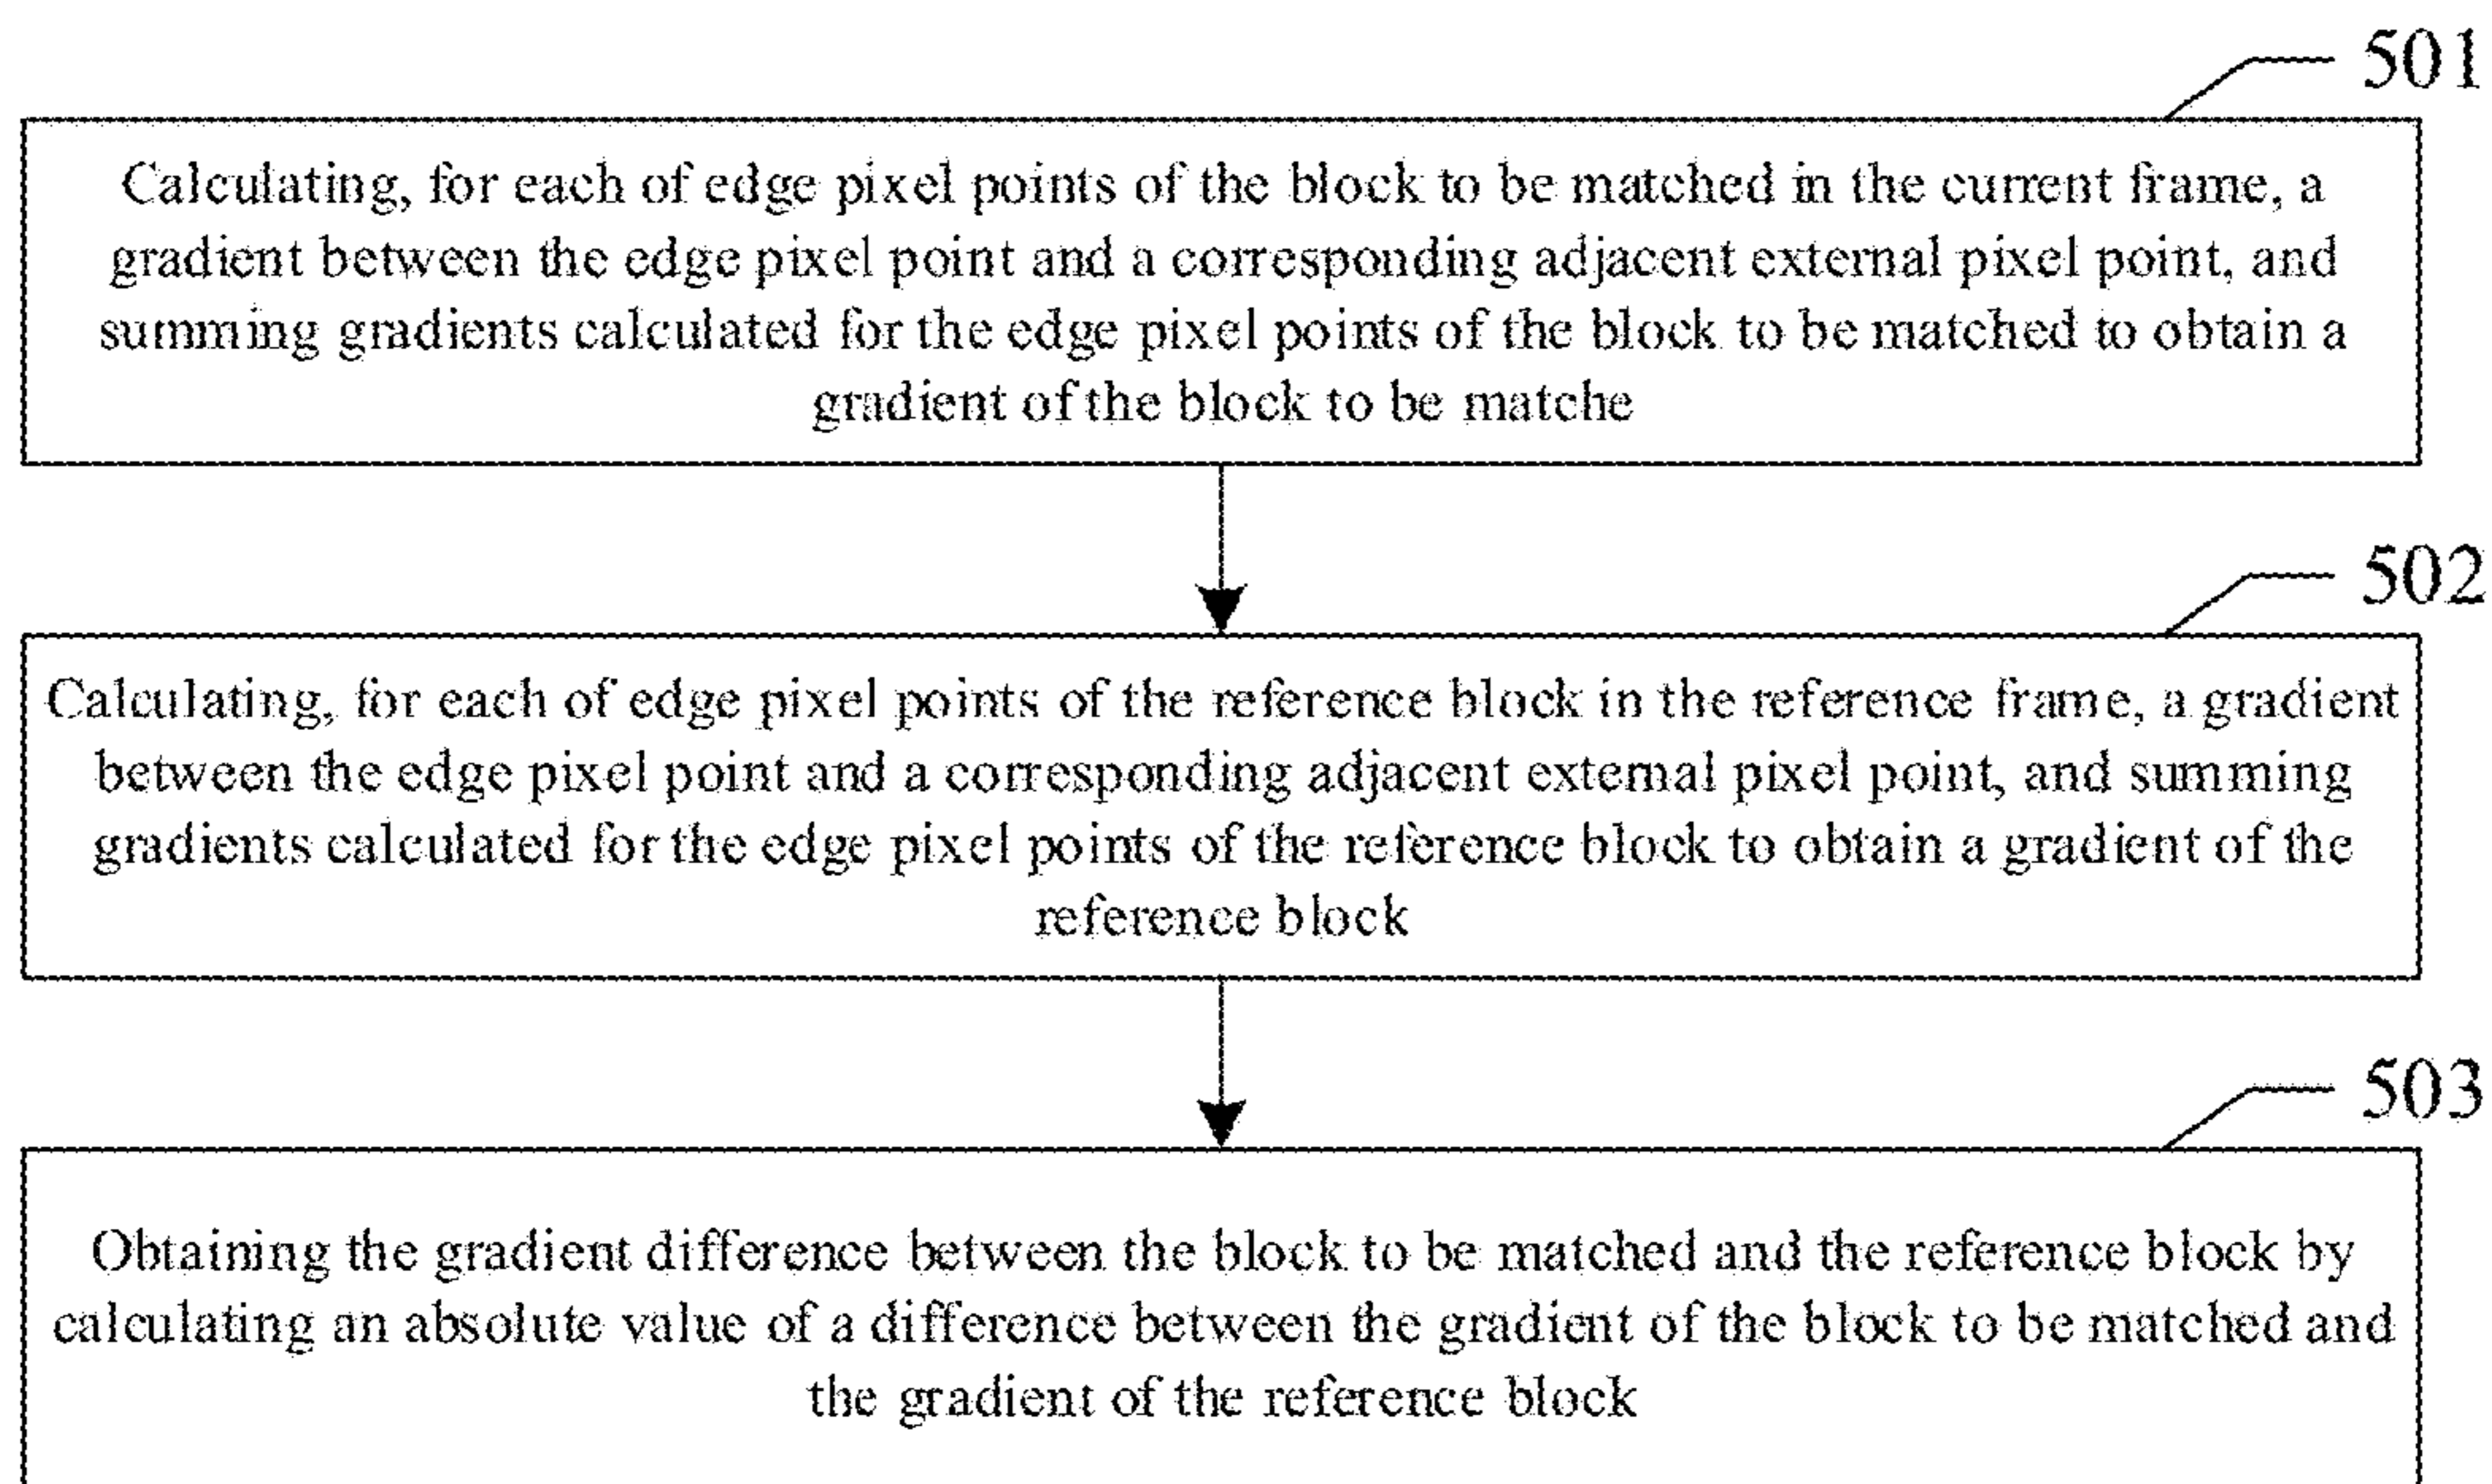 501
Calculating, for each of edge pixel points of the block to be matched in the current frame, a
gradient between the edge pixel point and a corresponding adjacent external pixel point, and
summing gradients calculated for the edge pixel points of the block to be matched to obtain a
gradient of the block to be matche
502
Calculating, for each of edge pixel points of the reference block in the reference frame, a gradient
between the edge pixel point and a corresponding adjacent external pixel point, and summing
gradients calculated for the edge pixel points of the reference block to obtain a gradient of the
reference block
503
Obtaining the gradient difference between the block to be matched and the reference block by
calculating an absolute value of a difference between the gradient of the block to be matched and
the gradient of the reference block